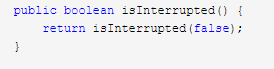 public boolean isInterrupted() {
    return isInterrupted(false);
}